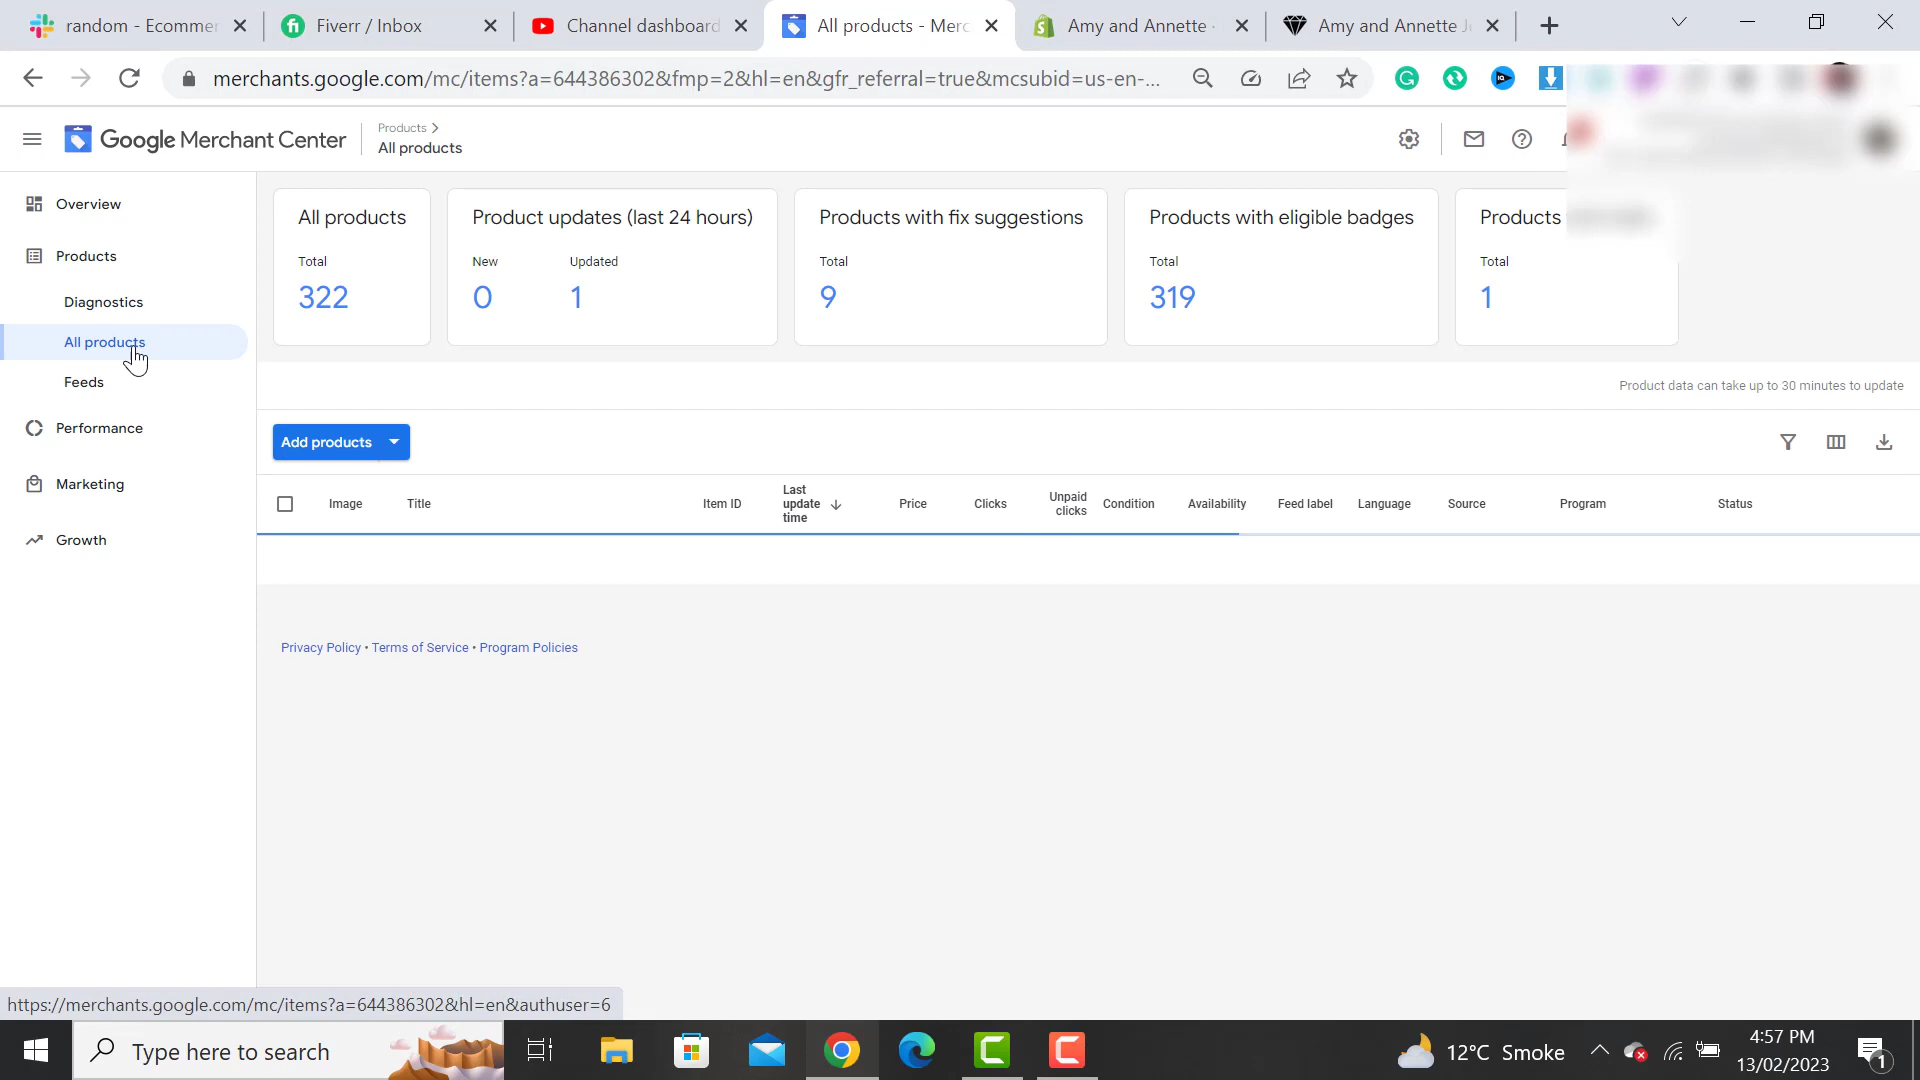 random - Ecommer
Fiverr / Inbox
Channel dashboard
All products - Merc
Amy and Annette ·
Amy and Annette J
merchants.google.com/mc/items?a=644386302&fmp=2&hl=en&gfr_referral=true&mcsubid=us-en-...
Google Merchant Center
Products
All products
Overview
Products
Diagnostics
All products
Feeds
Performance
Marketing
Growth
All products
Total
322
Product updates (last 24 hours)
New Updated
0 1
Products with fix suggestions
Total
9
Products with eligible badges
Total
319
Products
Total
1
Product data can take up to 30 minutes to update
Add products
Image Title Item ID Last update time Price Clicks Unpaid clicks Condition Availability Feed label Language Source Program Status
Privacy Policy • Terms of Service • Program Policies
https://merchants.google.com/mc/items?a=644386302&hl=en&authuser=6
Type here to search
12°C Smoke
4:57 PM
13/02/2023
1